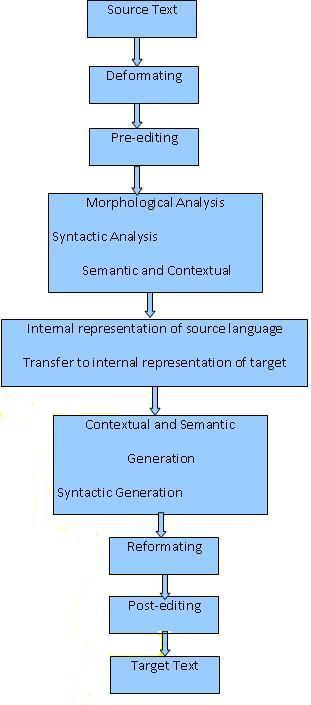 Source Text
Deformating
Pre-editing
Morphological Analysis
Syntactic Analysis
Semantic and Contextual
Internal representation of source language
Transfer to internal representation of target
Contextual and Semantic
Generation
Syntactic Generation
Reformating
Post-editing
Target Text